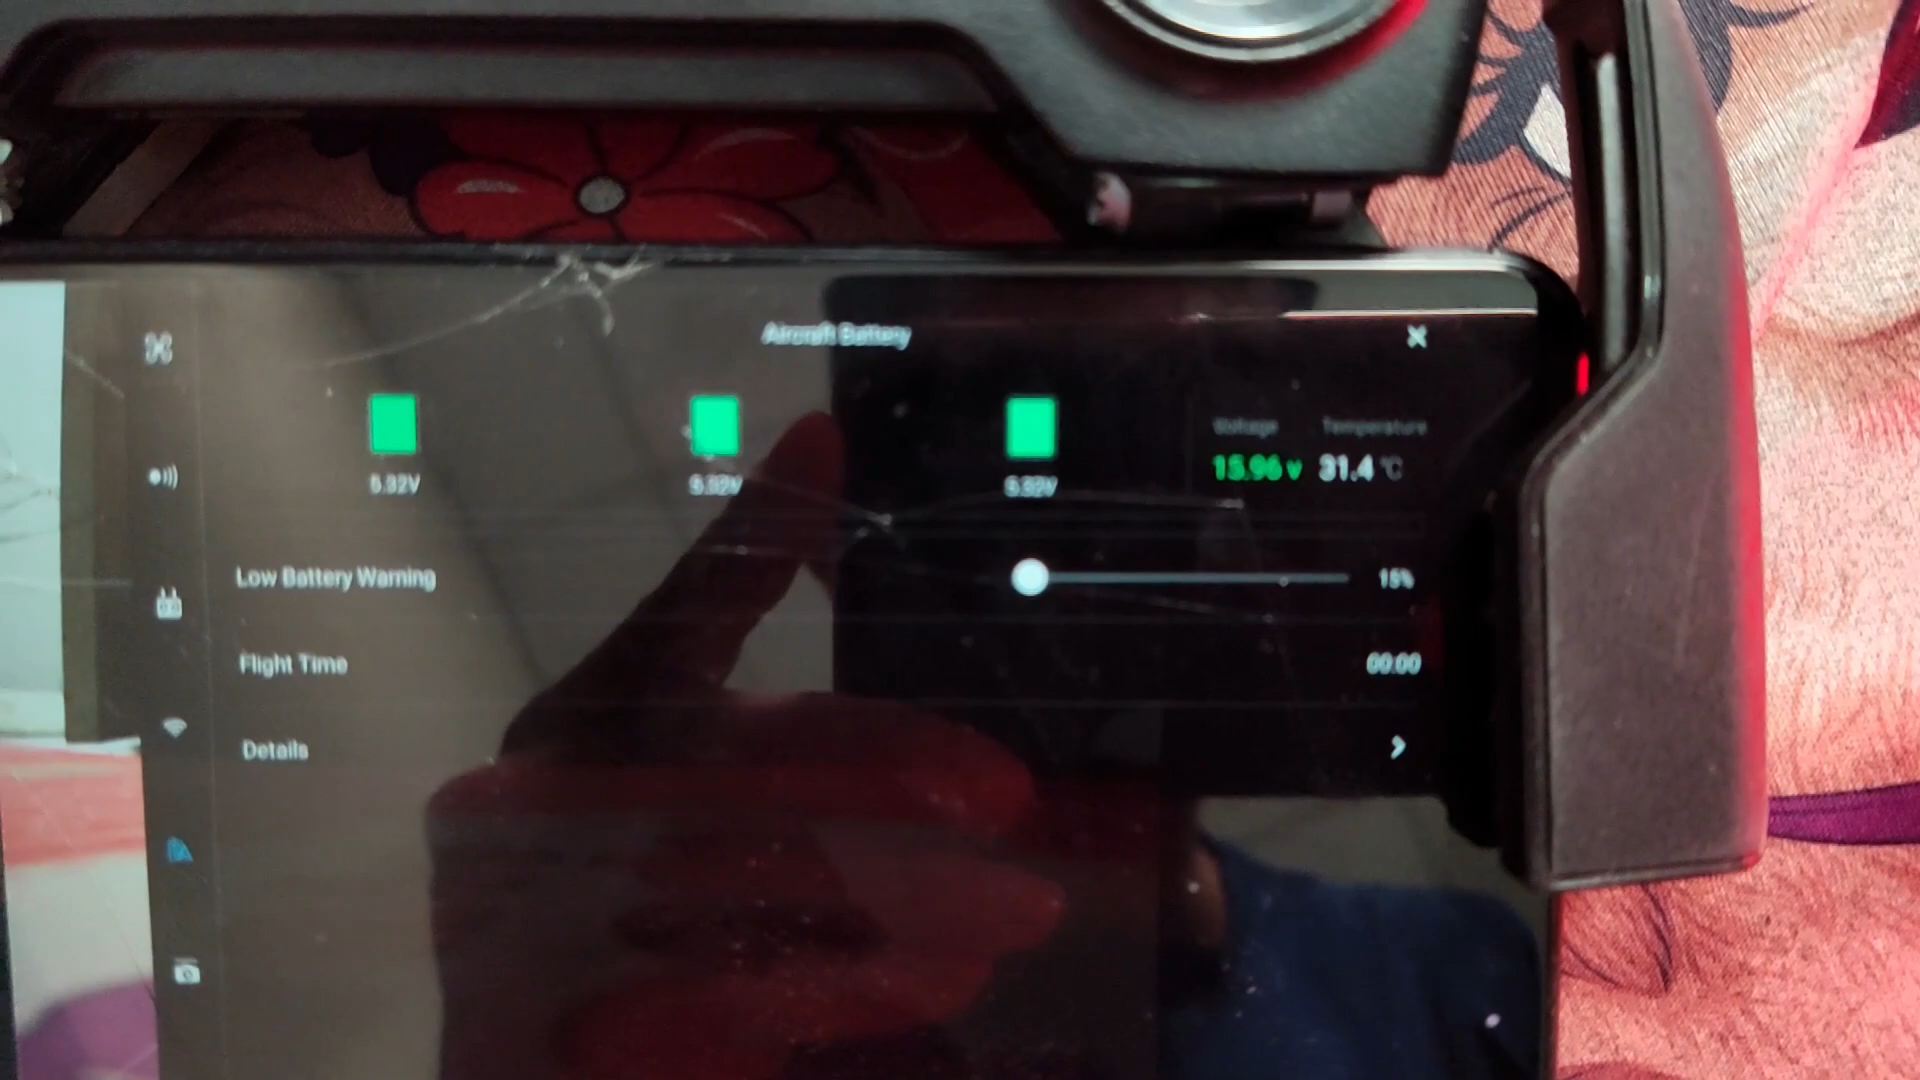 Aircraft Battery
5.32V
5.32V
5.32V
Voltage
Temperature
15.96 V
31.4 °C
Low Battery Warning
15%
Flight Time
00:00
Details